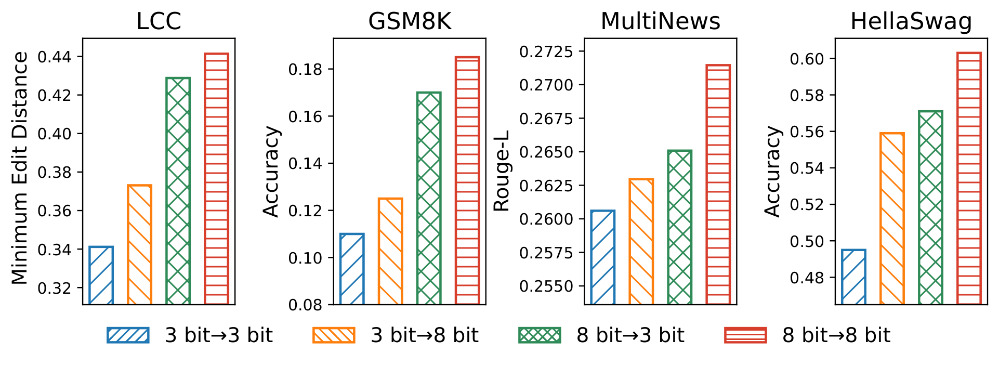 LCC
Minimum Edit Distance
0.44
0.42
0.40
0.38
0.36
0.34
0.32
GSM8K
Accuracy
0.18
0.16
0.14
0.12
0.10
0.08
MultiNews
Rouge-L
0.2725
0.2700
0.2675
0.2650
0.2625
0.2600
0.2575
0.2550
HellaSwag
Accuracy
0.60
0.58
0.56
0.54
0.52
0.50
0.48
3 bit→3 bit
3 bit→8 bit
8 bit→3 bit
8 bit→8 bit